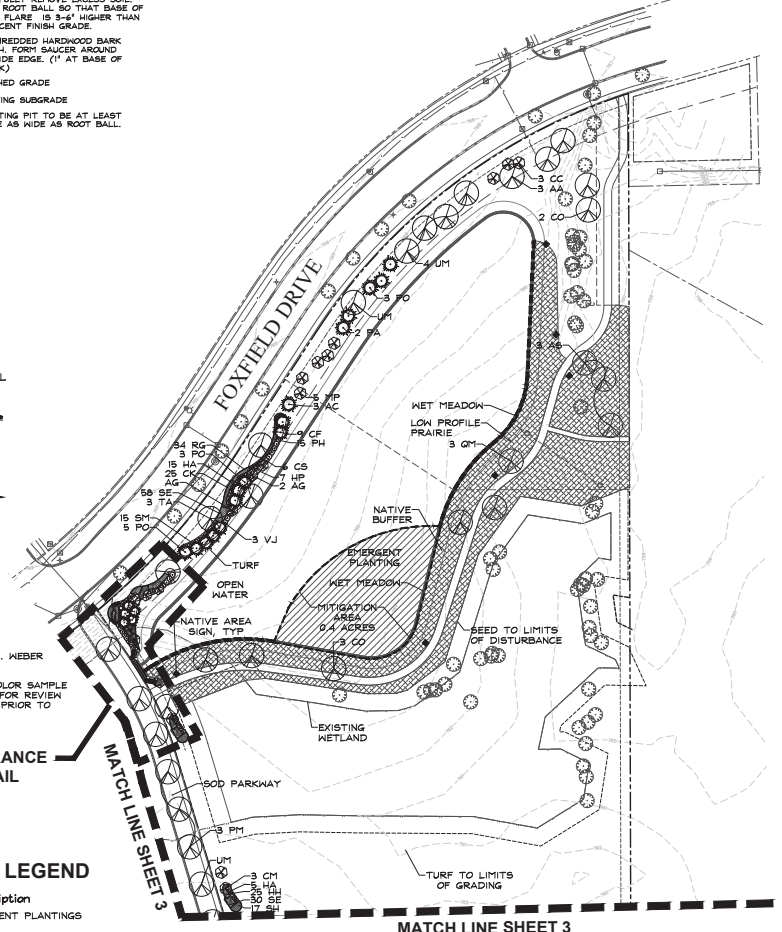 ROOT BALL SO THAT BASE OF
FLARE IS 3-6" HIGHER THAN
CENT FINISH GRADE.
REDDED HARDWOOD BARK
H. FORM SAUCER AROUND
IDE EDGE. (1" AT BASE OF
K)
HED GRADE
ING SUBGRADE
TING PIT TO BE AT LEAST
E AS WIDE AS ROOT BALL.
3 CC
3 AA
2 CO
4 UM
3 PO
UM
2 PA
FOXFIELD DRIVE
3 AS
5 MP
3 AC
WET MEADOW
LOW PROFILE
PRAIRIE
3 QM
9 CF
15 PH
34 RG
3 PO
15 HA
25 CK
AG
58 SE
3 TA
15 SM
5 PO
CS
7 HP
2 AG
3 VJ
TURF
OPEN
WATER
NATIVE
BUFFER
EMERGENT
PLANTING
WET MEADOW
MITIGATION
AREA
0.4 ACRES
3 CO
NATIVE AREA
SIGN, TYP
SEED TO LIMITS
OF DISTURBANCE
. WEBER
OLOR SAMPLE
FOR REVIEW
PRIOR TO
EXISTING
WETLAND
RANCE
AIL
MATCH LINE SHEET 3
SOD PARKWAY
3 PM
UM
3 CM
HA
HH
30 SE
17 SH
TURF TO LIMITS
OF GRADING
LEGEND
ription
ENT PLANTINGS
MATCH LINE SHEET 3